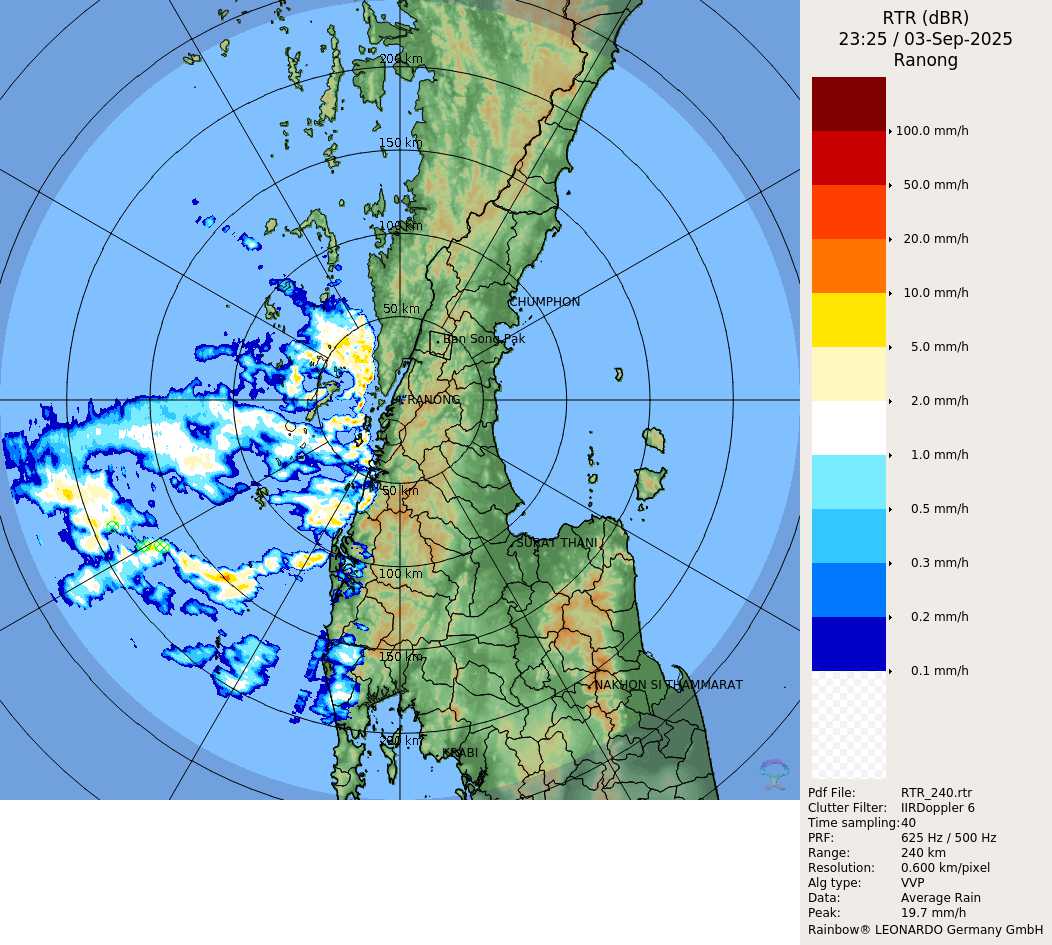 RTR (dBR)
23:25 / 03-Sep-2025
Ranong
100.0 mm/h
50.0 mm/h
20.0 mm/h
10.0 mm/h
5.0 mm/h
2.0 mm/h
1.0 mm/h
0.5 mm/h
0.3 mm/h
0.2 mm/h
0.1 mm/h
200 km
150 km
100 km
50 km
CHUMPHON
Ban Song Pak
RANONG
50 km
SURAT THANI
100 km
150 km
NAKHON SI THAMMARAT
200 km
KRABI
Pdf File: RTR_240.rtr
Clutter Filter: IIRDoppler 6
Time sampling: 40
PRF: 625 Hz / 500 Hz
Range: 240 km
Resolution: 0.600 km/pixel
Alg type: VVP
Data: Average Rain
Peak: 19.7 mm/h
Rainbow® LEONARDO Germany GmbH